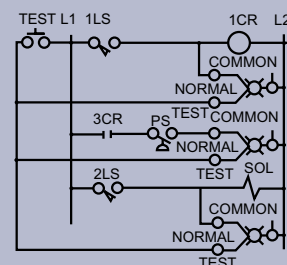 TEST L1 1LS 1CR L2
COMMON
NORMAL
TEST
3CR PS COMMON
NORMAL
TEST
2LS SOL
COMMON
NORMAL
TEST